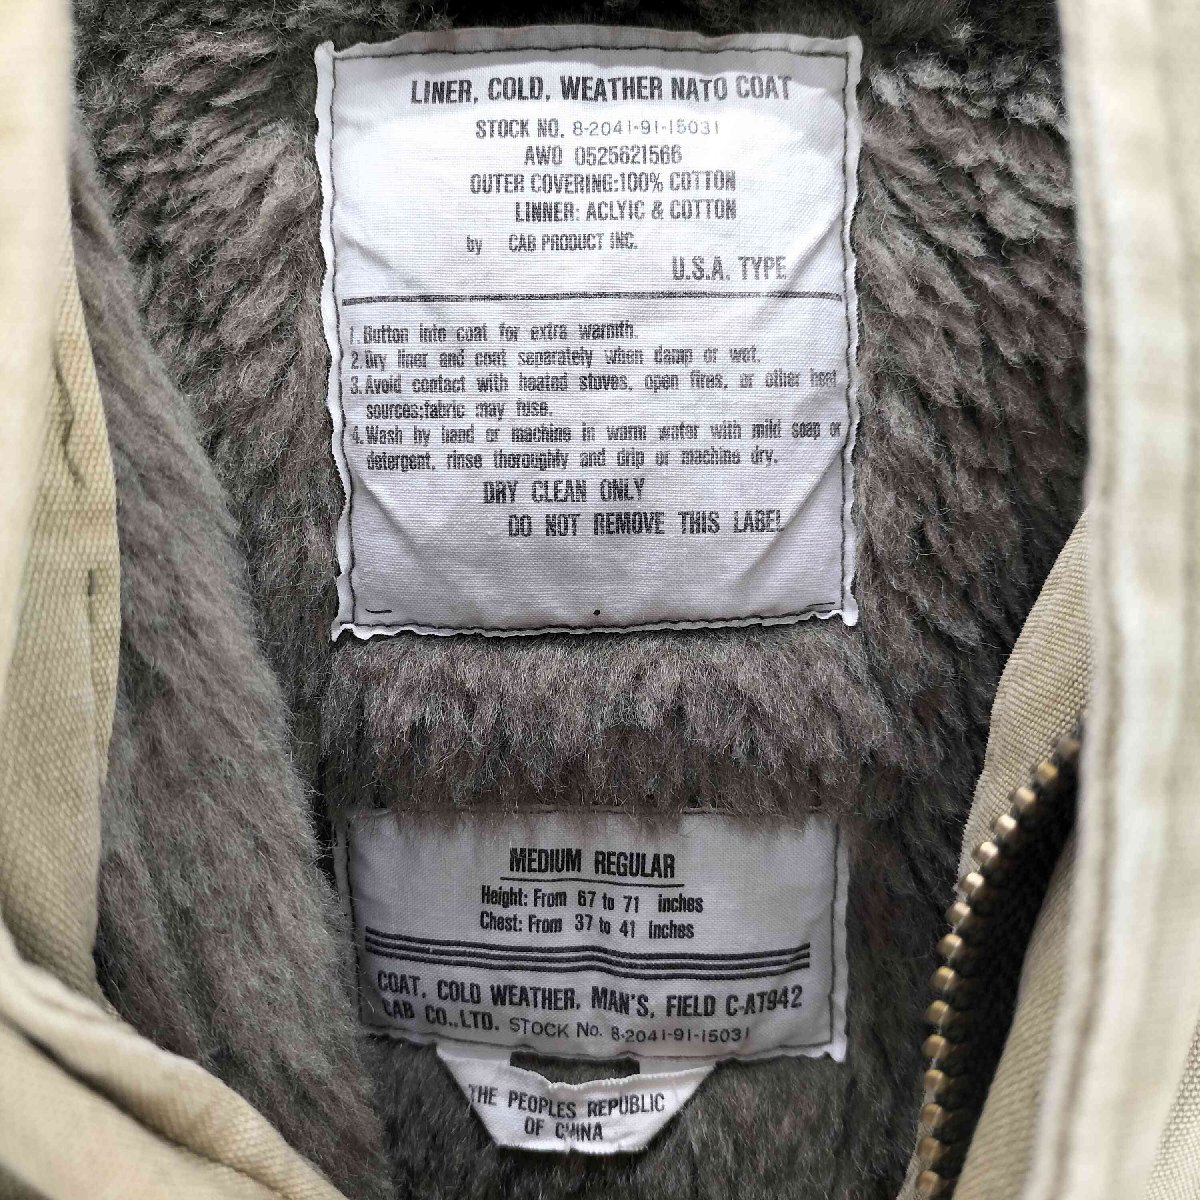 LINER, COLD, WEATHER NATO COAT
STOCK NO. 8-2041-91-15031
AWO 0525621566
OUTER COVERING:100% COTTON
LINNER: ACLYIC & COTTON
by CAB PRODUCT INC.
U.S.A. TYPE
1. Button into coat for extra warmth.
2. Dry liner and coat separately when damp or wet.
3. Avoid contact with heated stoves, open fires, or other heat
sources;fabric may fuse.
4. Wash by hand or machine in warm water with mild soap or
detergent, rinse thoroughly and drip or machine dry.
DRY CLEAN ONLY
DO NOT REMOVE THIS LABEL
MEDIUM REGULAR
Height: From 67 to 71 inches
Chest: From 37 to 41 inches
COAT, COLD WEATHER, MAN'S, FIELD C-AT942
CAB CO.,LTD. STOCK No. 8-2041-91-15031
THE PEOPLES REPUBLIC
OF CHINA